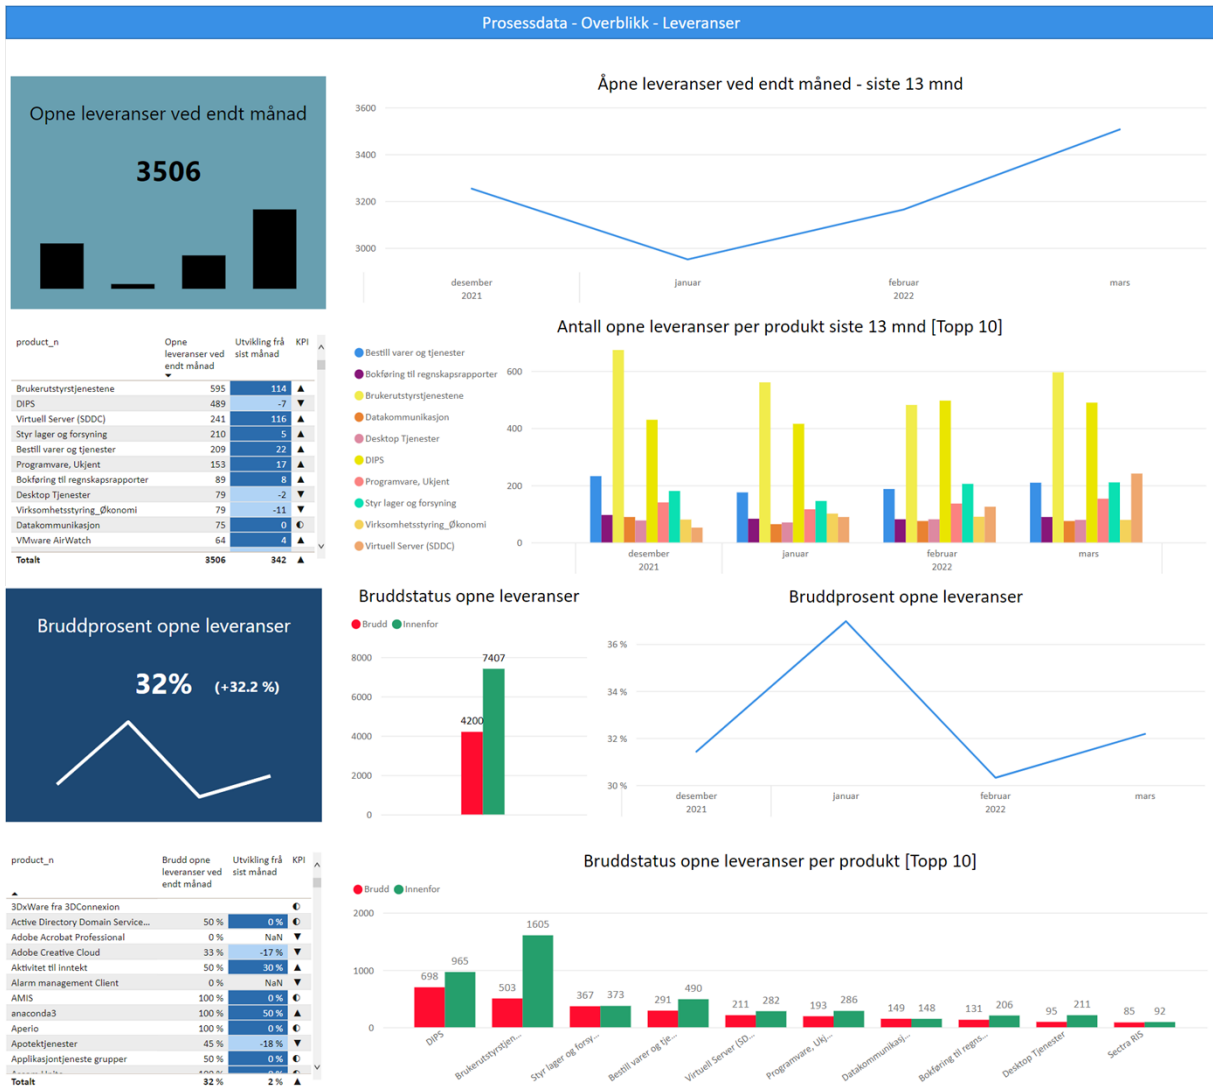 Prosessdata - Overblikk - Leveranser
Opne leveranser ved endt månad
3506
Åpne leveranser ved endt måned - siste 13 mnd
3600
3400
3200
3000
desember
januar
februar
mars
2021
2022
product_n
Opne leveranser ved endt månad
Utvikling frå sist månad
KPI
Brukerutstyrstjenestene 595 114 ▲
DIPS 489 -7 ▼
Virtuell Server (SDDC) 241 116 ▲
Styr lager og forsyning 210 5 ▲
Bestill varer og tjenester 209 22 ▲
Programvare, Ukjent 153 17 ▲
Bokføring til regnskapsrapporter 89 8 ▲
Desktop Tjenester 79 -2 ▼
Virksomhetsstyring_Økonomi 79 -11 ▼
Datakommunikasjon 75 0 ◐
VMware AirWatch 64 4 ▲
Totalt 3506 342 ▲
Antall opne leveranser per produkt siste 13 mnd [Topp 10]
Bestill varer og tjenester
Bokføring til regnskapsrapporter
Brukerutstyrstjenestene
Datakommunikasjon
Desktop Tjenester
DIPS
Programvare, Ukjent
Styr lager og forsyning
Virksomhetsstyring_Økonomi
Virtuell Server (SDDC)
600
400
200
0
desember
januar
februar
mars
2021
2022
Bruddprosent opne leveranser
32% (+32.2 %)
Bruddstatus opne leveranser
Brudd Innenfor
8000
6000
4000
2000
0
4200
7407
Bruddprosent opne leveranser
36 %
34 %
32 %
30 %
desember
januar
februar
mars
2021
2022
product_n
Brudd opne leveranser ved endt månad
Utvikling frå sist månad
KPI
3DxWare fra 3DConnexion ◐
Active Directory Domain Service... 50 % 0 % ◐
Adobe Acrobat Professional 0 % NaN ▼
Adobe Creative Cloud 33 % -17 % ▼
Aktivitet til inntekt 50 % 30 % ▲
Alarm management Client 0 % NaN ▼
AMIS 100 % 0 % ◐
anaconda3 100 % 50 % ▲
Aperio 100 % 0 % ◐
Apotektjenester 45 % -18 % ▼
Applikasjontjeneste grupper 50 % 0 % ◐
Totalt 32 % 2 % ▲
Bruddstatus opne leveranser per produkt [Topp 10]
Brudd Innenfor
2000
1000
0
698 965
503 1605
367 373
291 490
211 282
193 286
149 148
131 206
95 211
85 92
DIPS
Brukerutstyrstjen...
Styr lager og forsy...
Bestill varer og tje...
Virtuell Server (SD...
Programvare, Ukj...
Datakommunikasj...
Bokføring til regns...
Desktop Tjenester
Sectra RIS